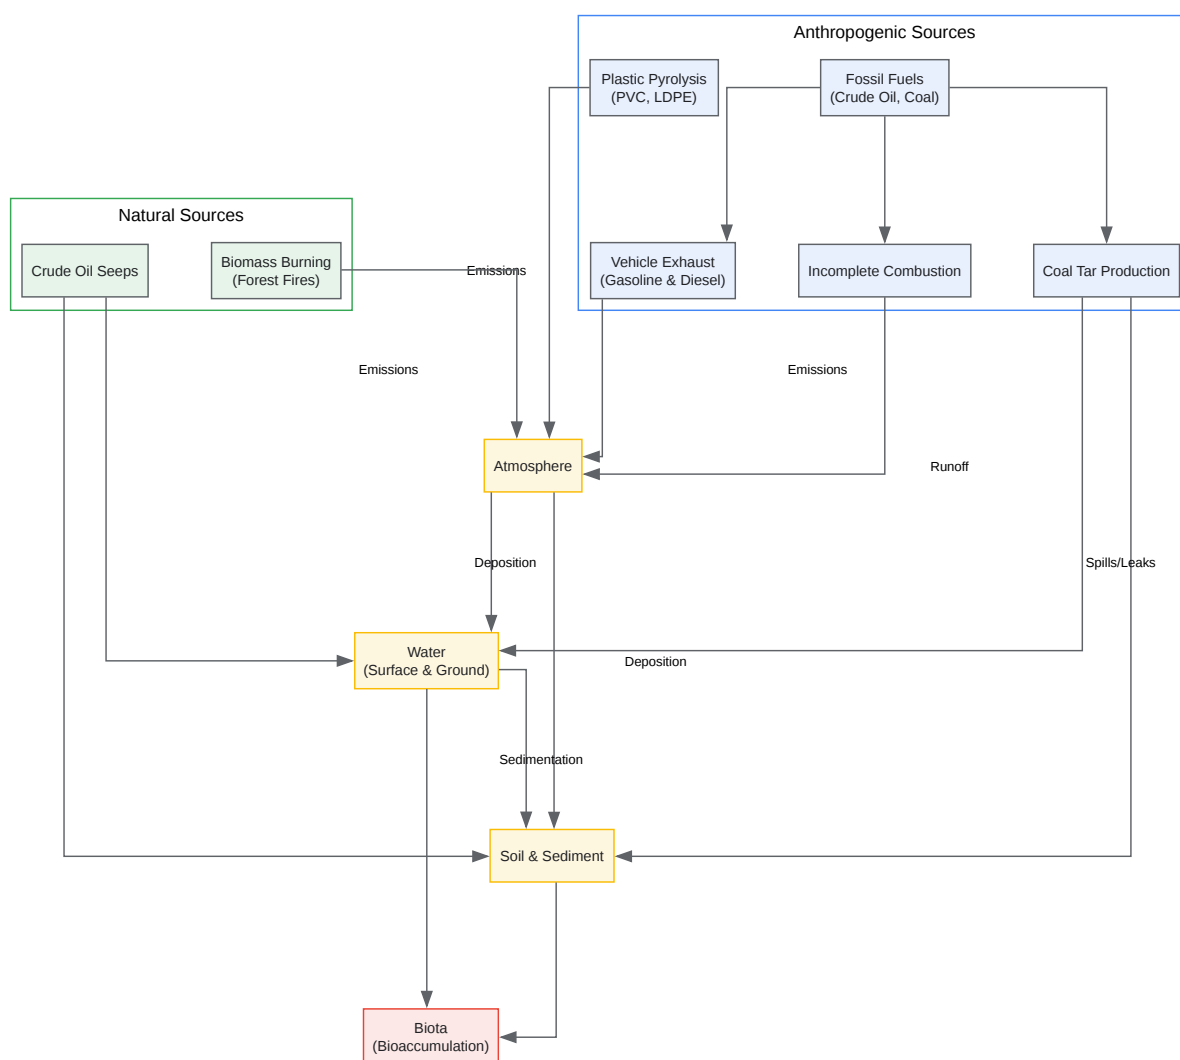 Anthropogenic Sources
Plastic Pyrolysis
(PVC, LDPE)
Fossil Fuels
(Crude Oil, Coal)
Natural Sources
Crude Oil Seeps
Biomass Burning
(Forest Fires)
Emissions
Vehicle Exhaust
(Gasoline & Diesel)
Incomplete Combustion
Coal Tar Production
Emissions
Emissions
Atmosphere
Runoff
Deposition
Spills/Leaks
Water
(Surface & Ground)
Deposition
Sedimentation
Soil & Sediment
Biota
(Bioaccumulation)